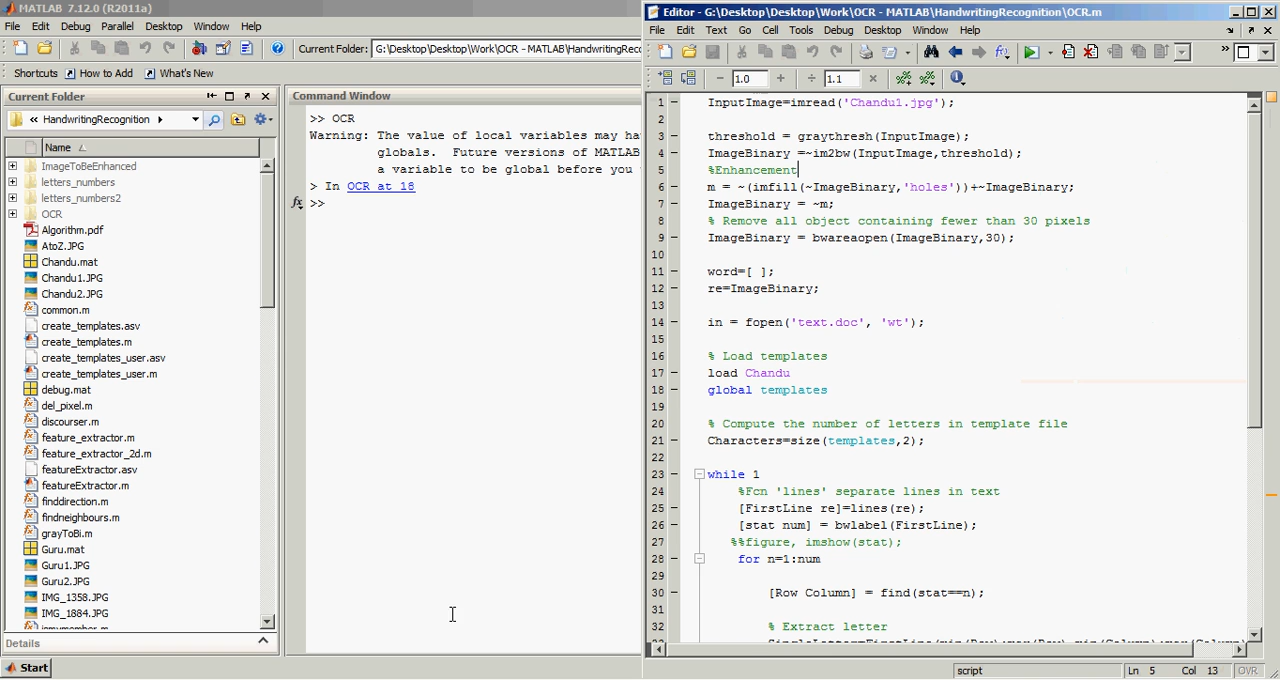 MATLAB 7.12.0 (R2011a)
File Edit Debug Parallel Desktop Window Help
Current Folder: G:\Desktop\Desktop\Work\OCR - MATLAB\HandwritingReco
Shortcuts How to Add What's New
Current Folder
« HandwritingRecognition
Name
ImageToBeEnhanced
letters_numbers
letters_numbers2
OCR
Algorithm.pdf
AtoZ.JPG
Chandu.mat
Chandu1.JPG
Chandu2.JPG
common.m
create_templates.asv
create_templates.m
create_templates_user.asv
create_templates_user.m
debug.mat
del_pixel.m
discourser.m
feature_extractor.m
feature_extractor_2d.m
featureExtractor.asv
featureExtractor.m
finddirection.m
findneighbours.m
grayToBi.m
Guru.mat
Guru1.JPG
Guru2.JPG
IMG_1358.JPG
IMG_1884.JPG
Details
Start
Command Window
>> OCR
Warning: The value of local variables may ha
globals. Future versions of MATLAB
a variable to be global before you
> In OCR at 18
fx >>
Editor - G:\Desktop\Desktop\Work\OCR - MATLAB\HandwritingRecognition\OCR.m
File Edit Text Go Cell Tools Debug Desktop Window Help
− 1.0 + ÷ 1.1 ×
1 InputImage=imread('Chandu1.jpg');
2
3 threshold = graythresh(InputImage);
4 ImageBinary =~im2bw(InputImage,threshold);
5 %Enhancement
6 m = ~(imfill(~ImageBinary,'holes'))+~ImageBinary;
7 ImageBinary = ~m;
8 % Remove all object containing fewer than 30 pixels
9 ImageBinary = bwareaopen(ImageBinary,30);
10
11 word=[ ];
12 re=ImageBinary;
13
14 in = fopen('text.doc', 'wt');
15
16 % Load templates
17 load Chandu
18 global templates
19
20 % Compute the number of letters in template file
21 Characters=size(templates,2);
22
23 while 1
24 %Fcn 'lines' separate lines in text
25 [FirstLine re]=lines(re);
26 [stat num] = bwlabel(FirstLine);
27 %%figure, imshow(stat);
28 for n=1:num
29
30 [Row Column] = find(stat==n);
31
32 % Extract letter
script Ln 5 Col 13 OVR